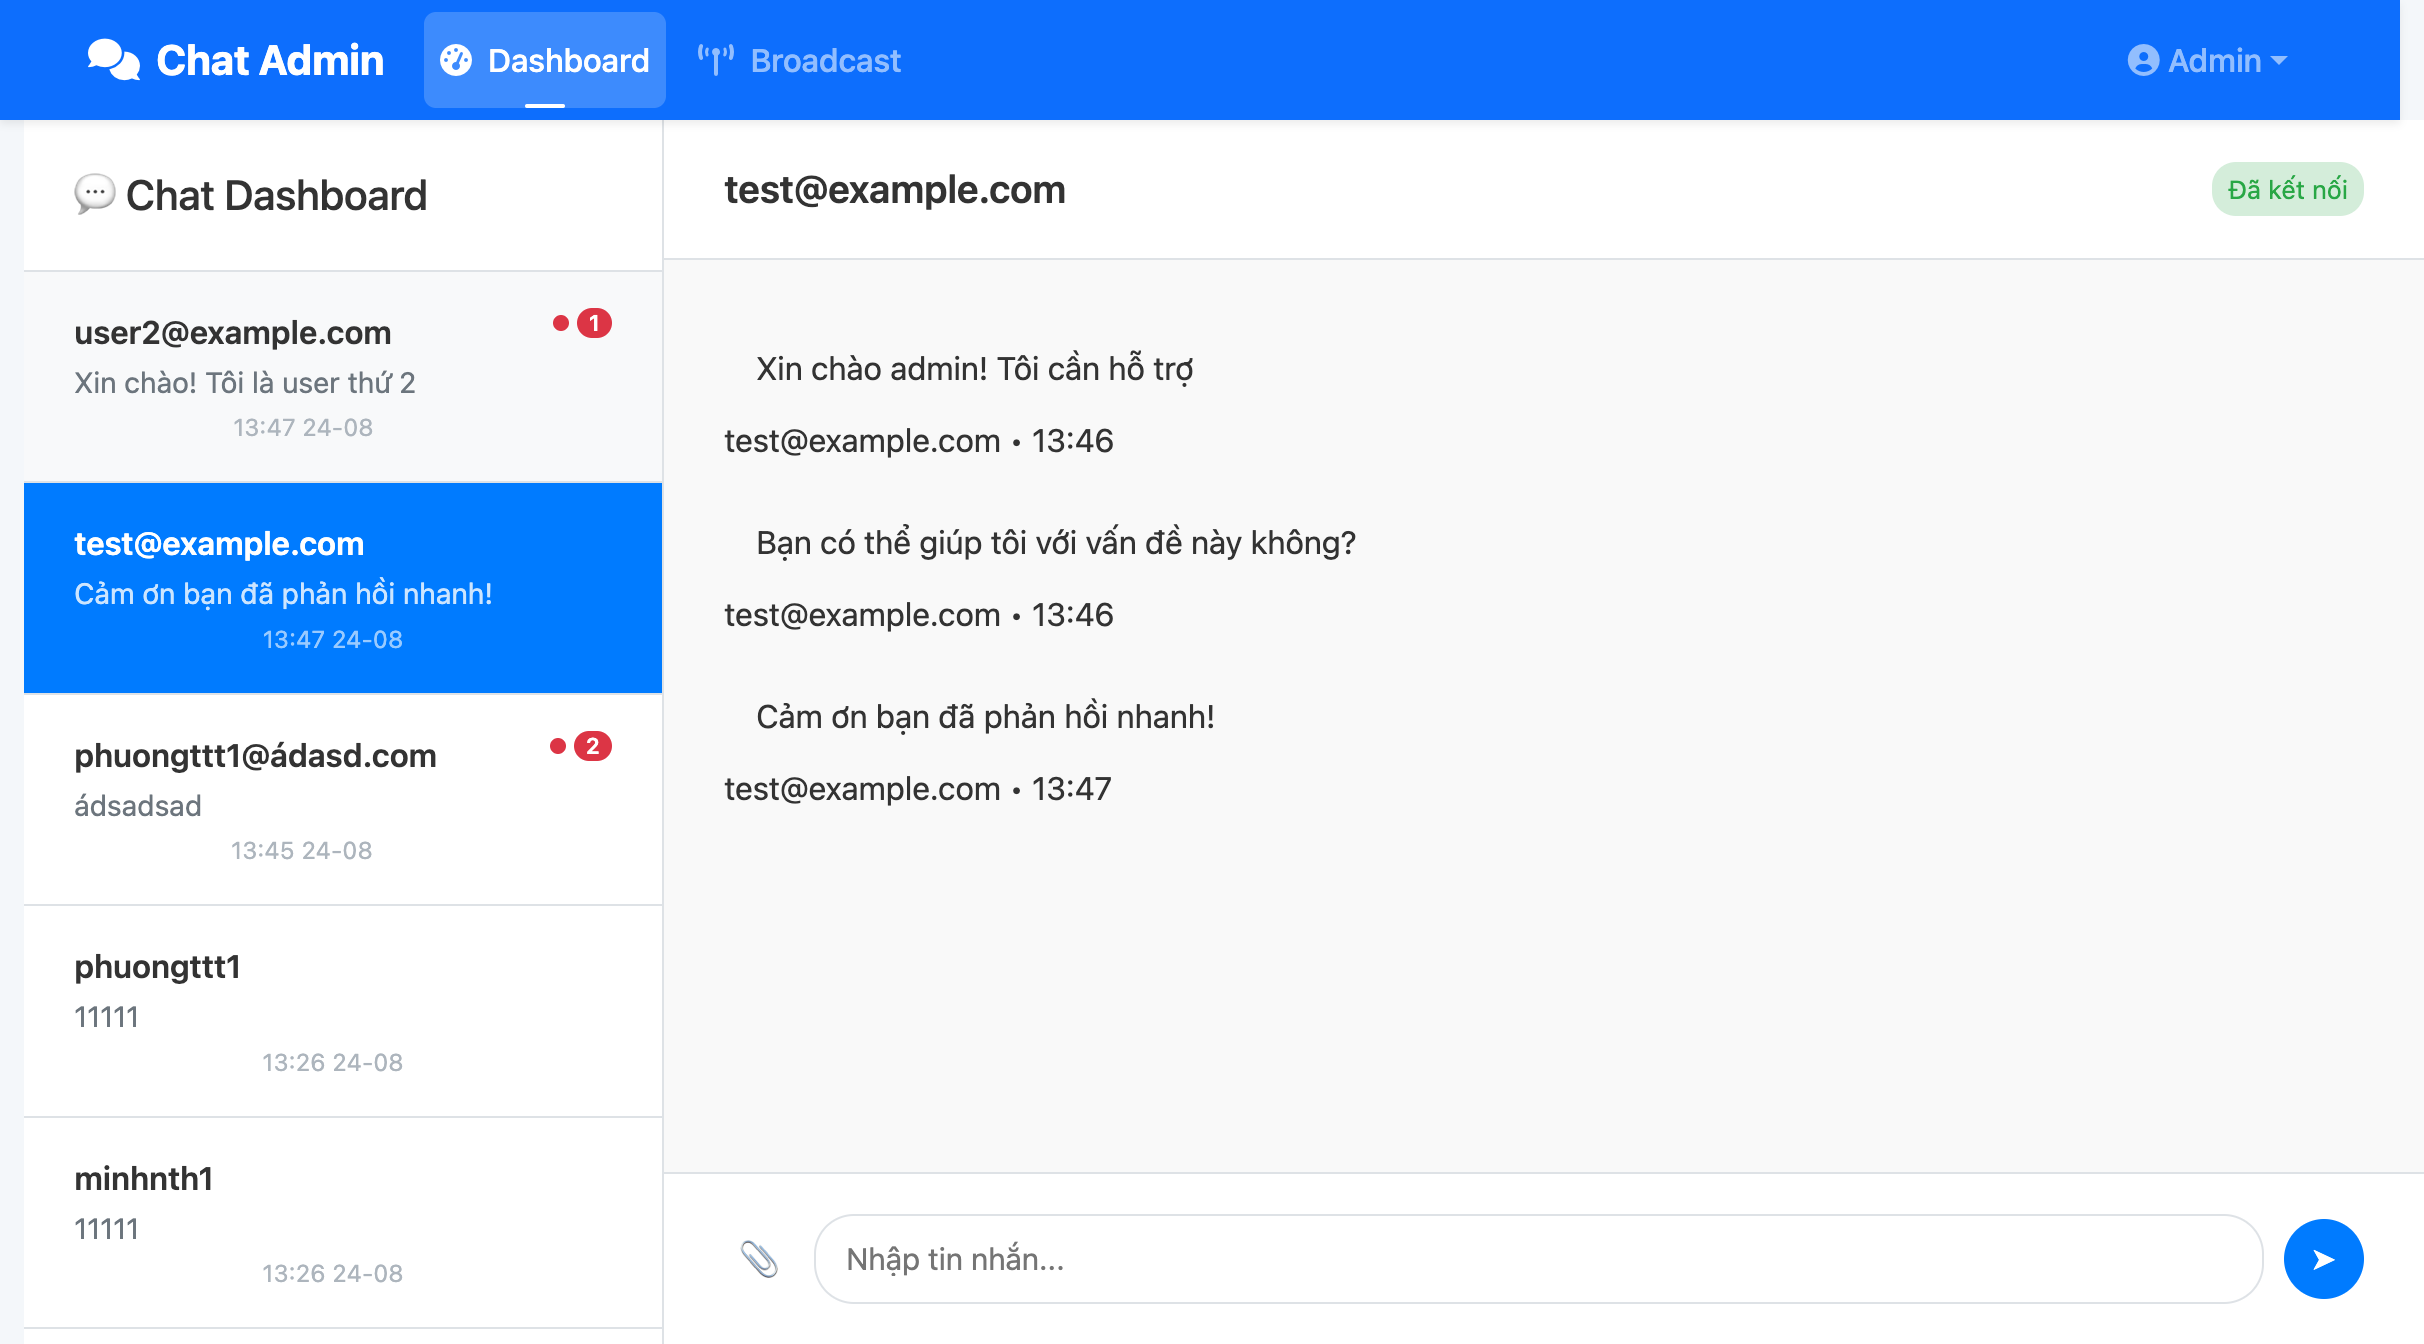 Chat Admin
Dashboard
Broadcast
Admin
Chat Dashboard
user2@example.com
1
Xin chào! Tôi là user thứ 2
13:47 24-08
test@example.com
Cảm ơn bạn đã phản hồi nhanh!
13:47 24-08
phuongttt1@ádasd.com
2
ádsadsad
13:45 24-08
phuongttt1
11111
13:26 24-08
minhnth1
11111
13:26 24-08
test@example.com
Đã kết nối
Xin chào admin! Tôi cần hỗ trợ
test@example.com • 13:46
Bạn có thể giúp tôi với vấn đề này không?
test@example.com • 13:46
Cảm ơn bạn đã phản hồi nhanh!
test@example.com • 13:47
Nhập tin nhắn...